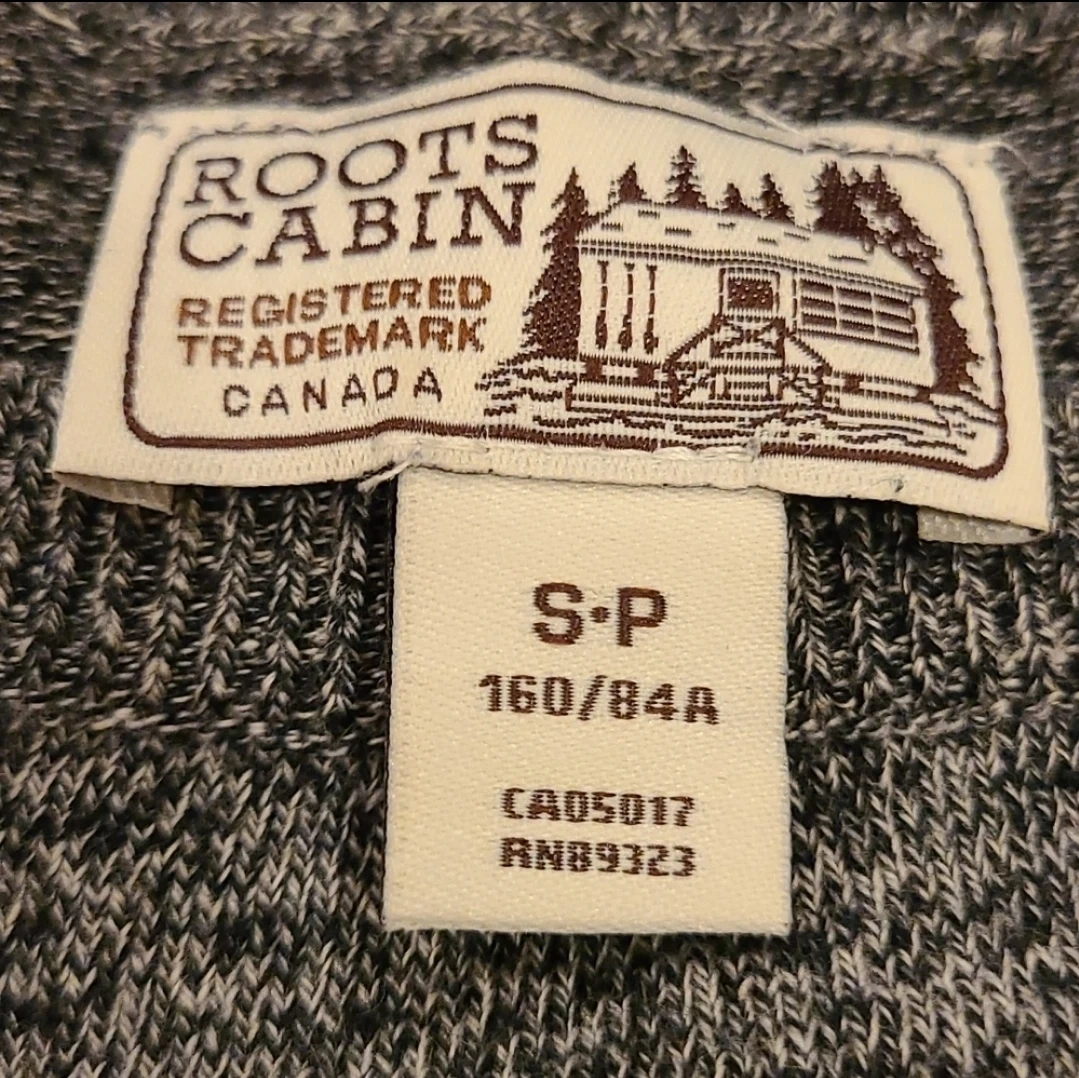 ROOTS
CABIN
REGISTERED
TRADEMARK
CANADA
S•P
160/84A
CA05017
RN89323